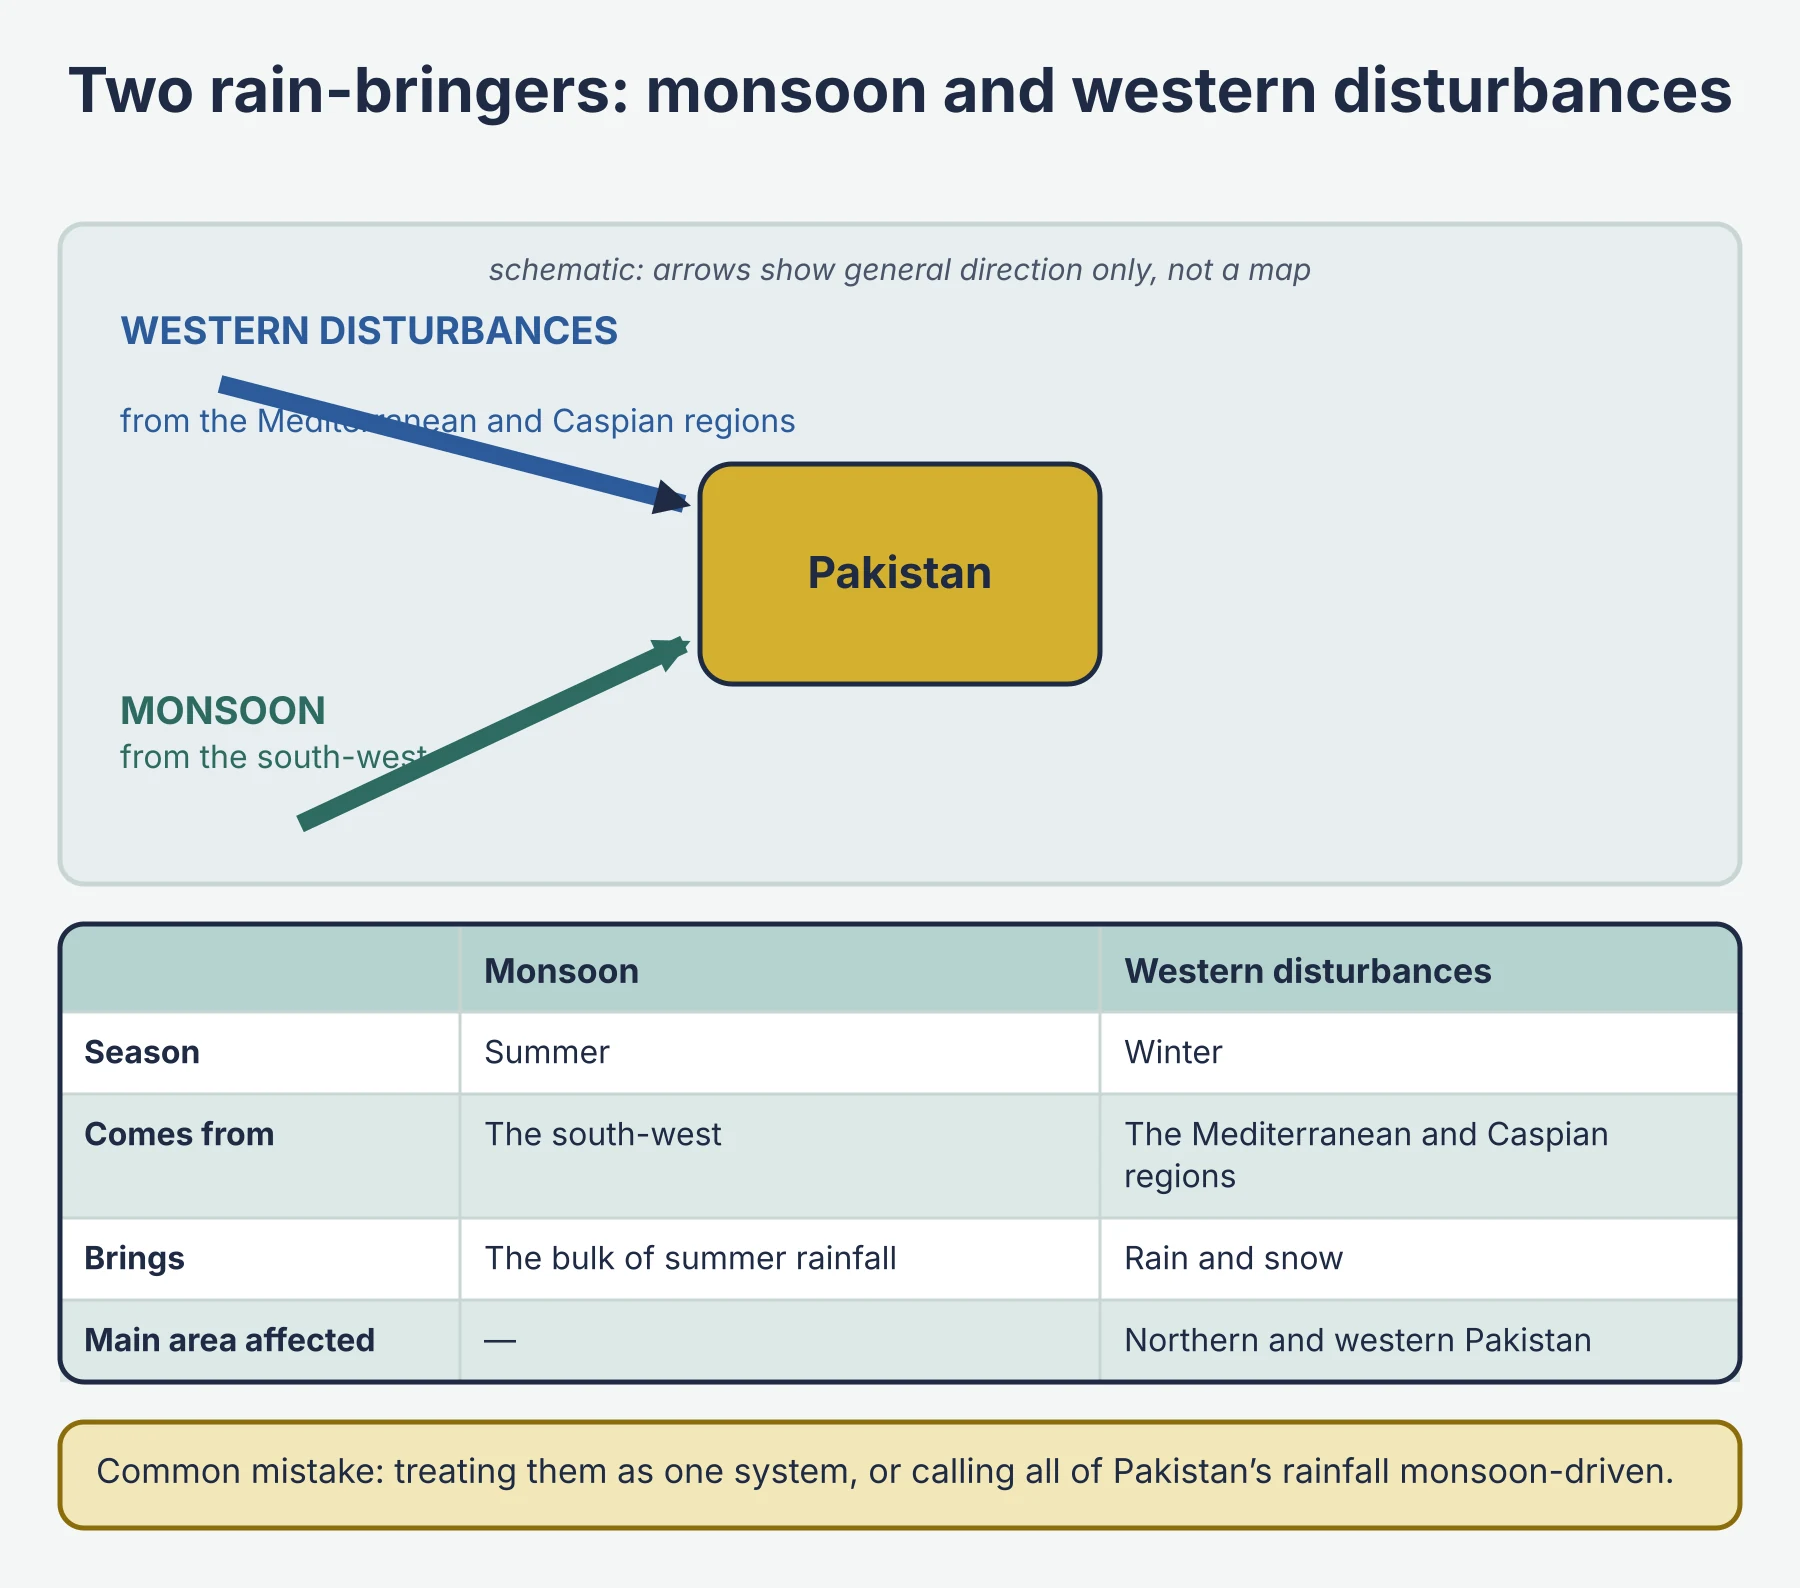 Two rain-bringers: monsoon and western disturbances
schematic: arrows show general direction only, not a map
WESTERN DISTURBANCES
from the Mediterranean and Caspian regions
Pakistan
MONSOON
from the south-west
Monsoon Western disturbances
Season Summer Winter
Comes from The south-west The Mediterranean and Caspian
regions
Brings The bulk of summer rainfall Rain and snow
Main area affected — Northern and western Pakistan
Common mistake: treating them as one system, or calling all of Pakistan’s rainfall monsoon-driven.